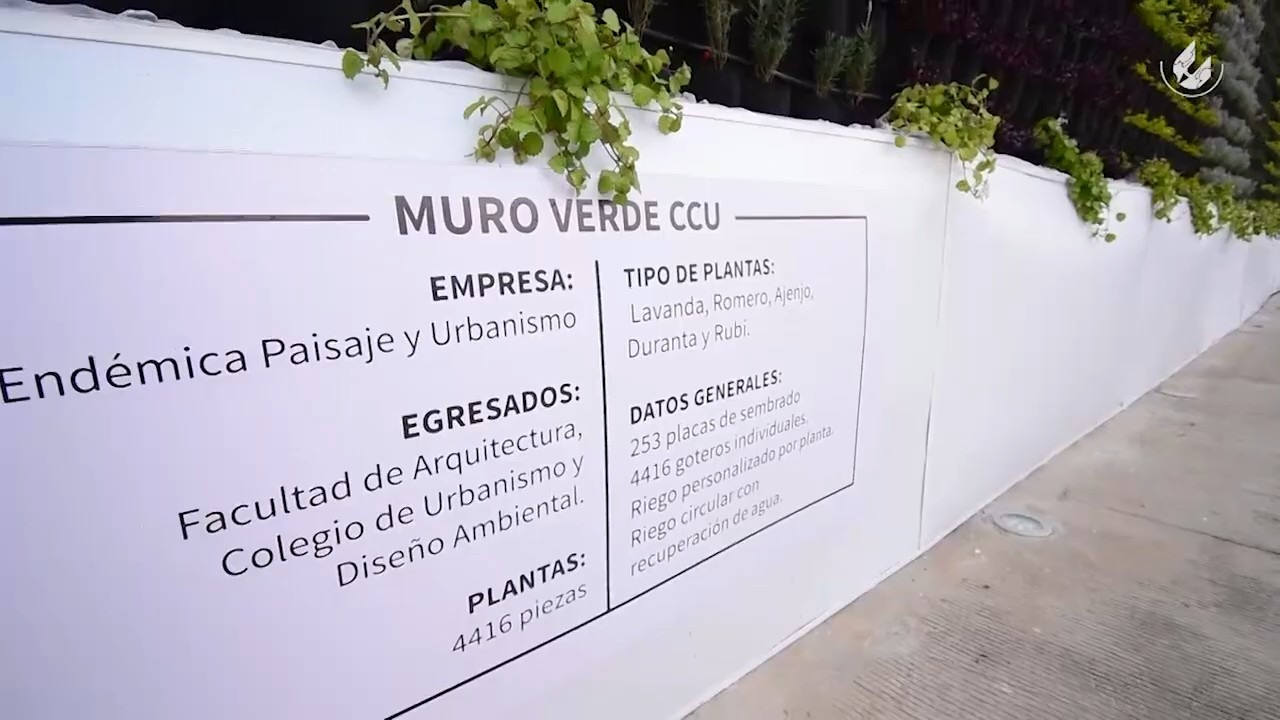 MURO VERDE CCU
EMPRESA:
Endémica Paisaje y Urbanismo
EGRESADOS:
Facultad de Arquitectura,
Colegio de Urbanismo y
Diseño Ambiental.
PLANTAS:
4416 piezas
TIPO DE PLANTAS:
Lavanda, Romero, Ajenjo,
Duranta y Rubí.
DATOS GENERALES:
253 placas de sembrado
4416 goteros individuales.
Riego personalizado por planta.
Riego circular con
recuperación de agua.